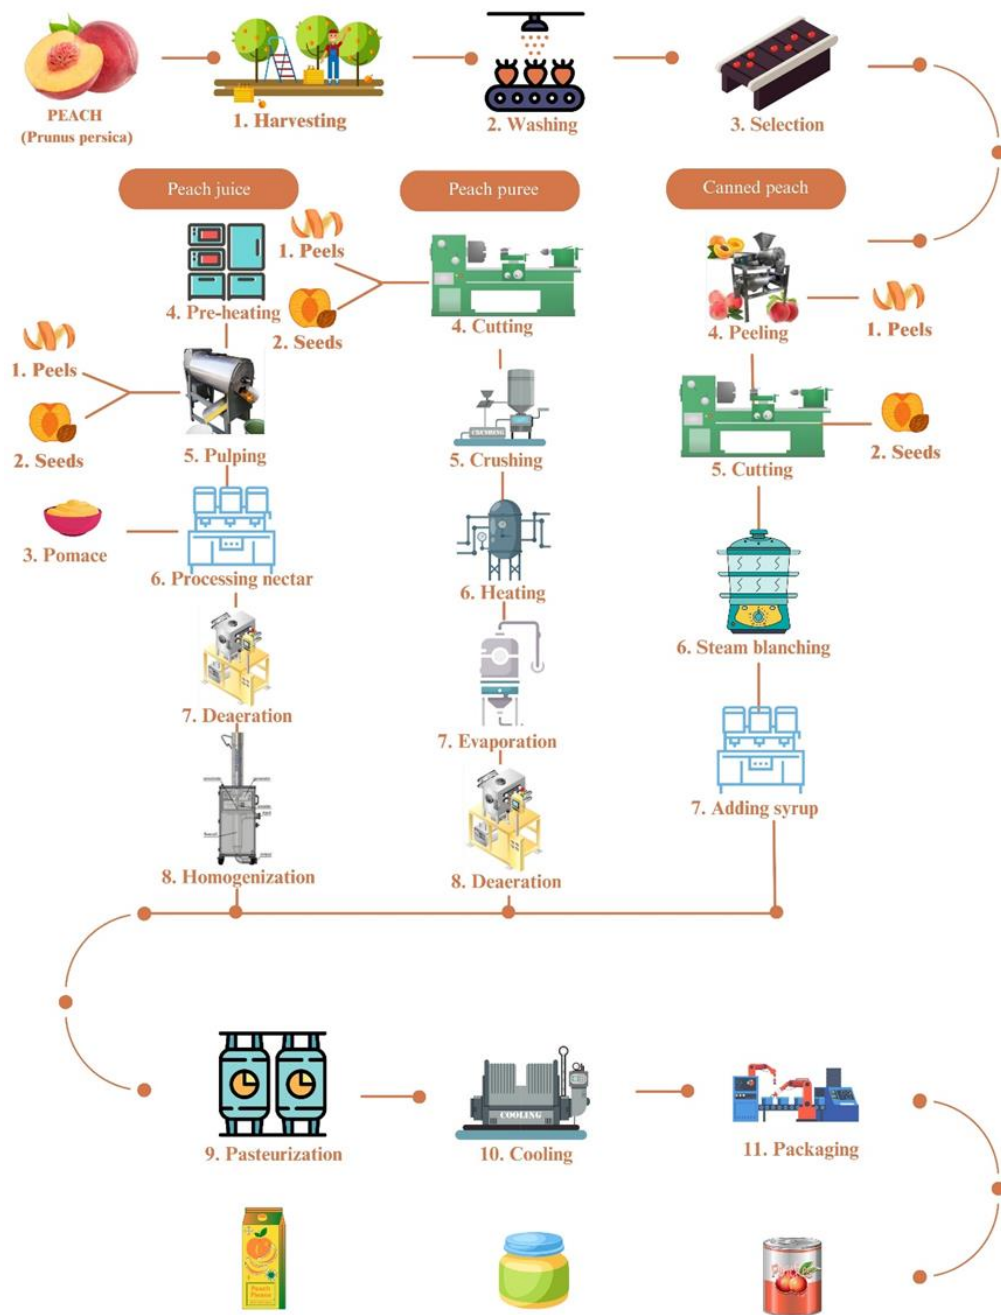 PEACH
(Prunus persica)
1. Harvesting
2. Washing
3. Selection
Peach juice
Peach puree
Canned peach
1. Peels
4. Pre-heating
2. Seeds
4. Cutting
4. Peeling
1. Peels
1. Peels
2. Seeds
5. Pulping
CRUSHING
5. Crushing
5. Cutting
2. Seeds
3. Pomace
6. Processing nectar
6. Heating
6. Steam blanching
7. Deaeration
7. Evaporation
7. Adding syrup
8. Homogenization
8. Deaeration
9. Pasteurization
COOLING
10. Cooling
11. Packaging
Peach